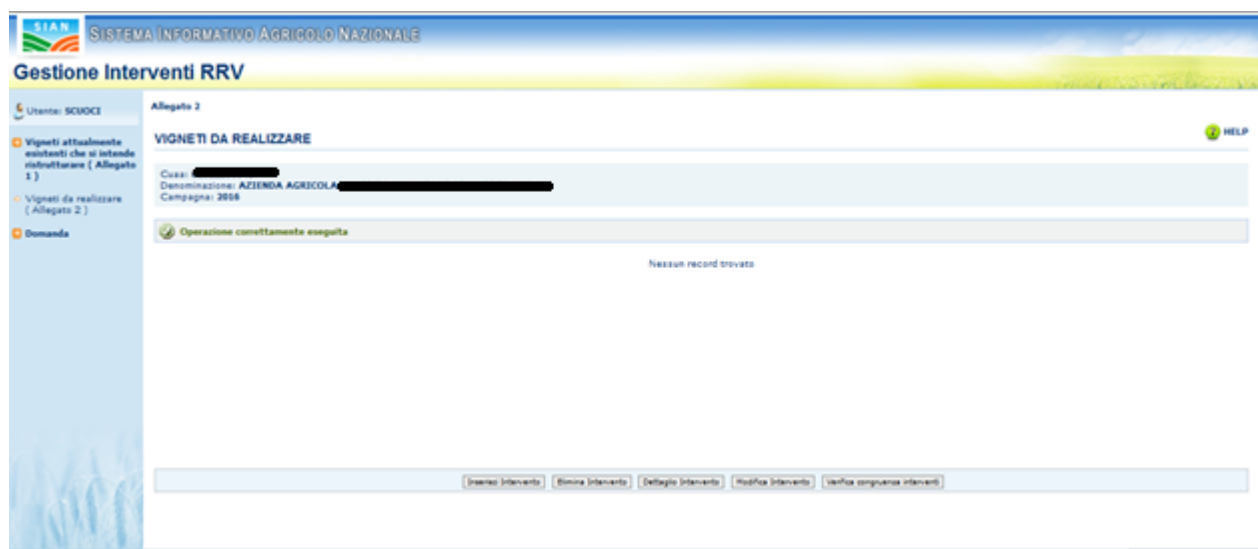 SIAN
SISTEMA INFORMATIVO AGRICOLO NAZIONALE
Gestione Interventi RRV
Utente: SCUOCI
Vigneti attualmente
esistenti che si intende
ristrutturare ( Allegato
1 )
Vigneti da realizzare
( Allegato 2 )
Domanda
Allegato 2
VIGNETI DA REALIZZARE
HELP
Cuaa:
Denominazione: AZIENDA AGRICOLA
Campagna: 2016
Operazione correttamente eseguita
Nessun record trovato
Inserisci Intervento Elimina Intervento Dettaglio Intervento Modifica Intervento Verifica congruenza interventi